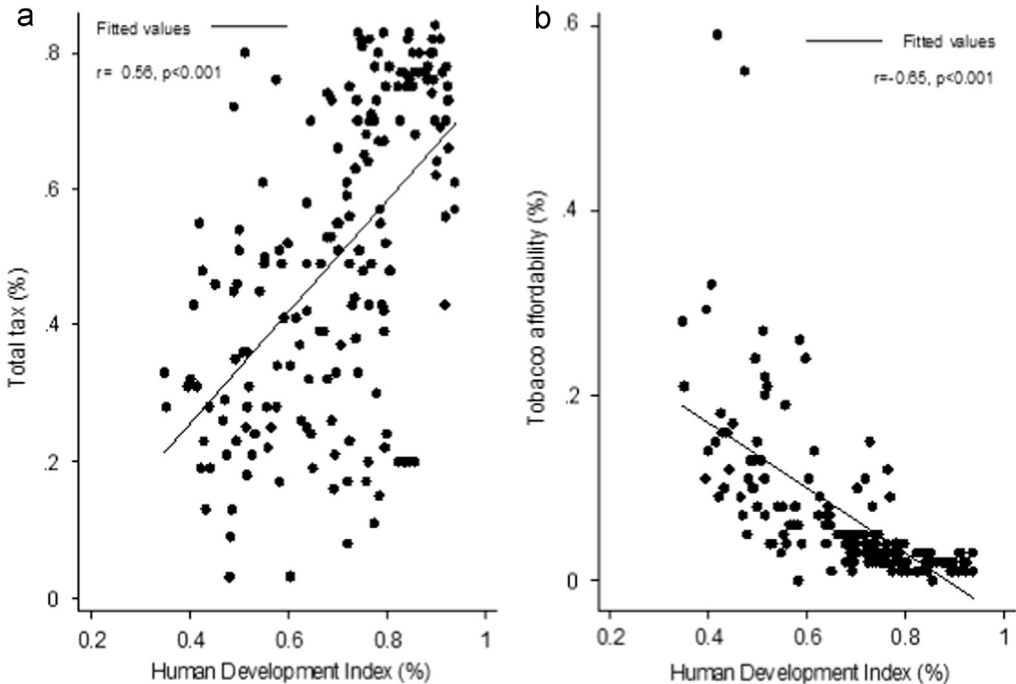 a
Fitted values
r= 0.56, p<0.001
Total tax (%)
.8
.6
.4
.2
0
0.2 0.4 0.6 0.8 1
Human Development Index (%)
b
Fitted values
r=-0.65, p<0.001
Tobacco affordability (%)
.6
.4
.2
0
0.2 0.4 0.6 0.8 1
Human Development Index (%)